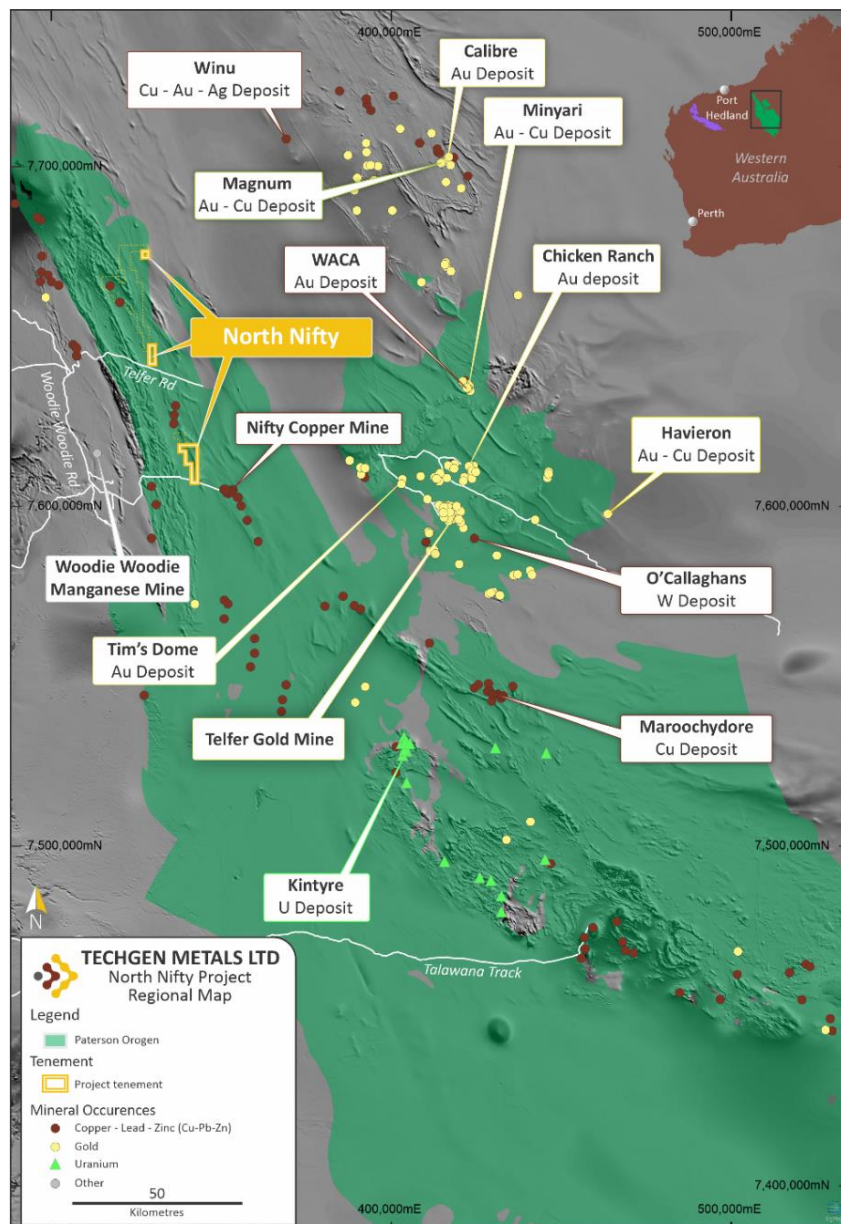 400,000mE
500,000mE
Winu
Cu - Au - Ag Deposit
Calibre
Au Deposit
Minyari
Au - Cu Deposit
Port
Hedland
Western
Australia
Perth
7,700,000mN
7,700,000mN
Magnum
Au - Cu Deposit
WACA
Au Deposit
Chicken Ranch
Au deposit
North Nifty
Telfer Rd
Woodie Woodie Rd
Nifty Copper Mine
Havieron
Au - Cu Deposit
7,600,000mN
7,600,000mN
Woodie Woodie
Manganese Mine
O'Callaghans
W Deposit
Tim's Dome
Au Deposit
Telfer Gold Mine
Maroochydore
Cu Deposit
7,500,000mN
7,500,000mN
Kintyre
U Deposit
N
Talawana Track
TECHGEN METALS LTD
North Nifty Project
Regional Map
Legend
Paterson Orogen
Tenement
Project tenement
Mineral Occurences
Copper - Lead - Zinc (Cu-Pb-Zn)
Gold
Uranium
Other
50
Kilometres
7,400,000mN
400,000mE
500,000mE